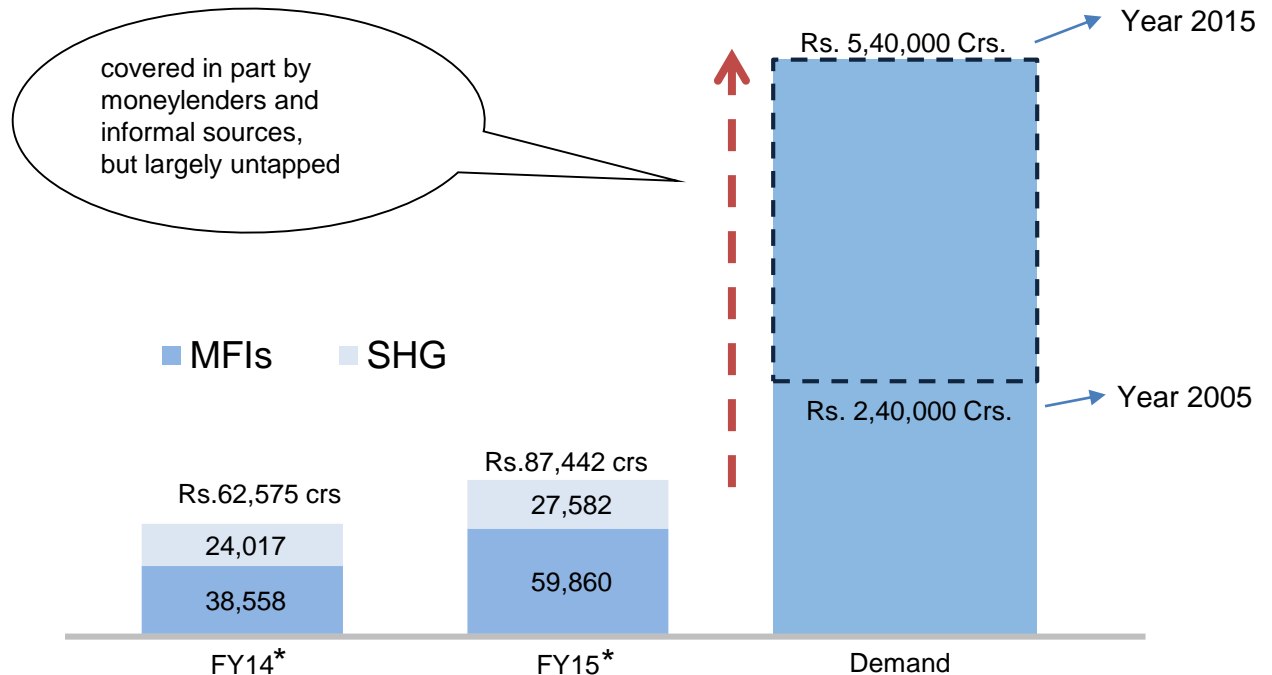 Year 2015
Rs. 5,40,000 Crs.
covered in part by
moneylenders and
informal sources,
but largely untapped
MFIs
SHG
Year 2005
Rs. 2,40,000 Crs.
Rs.87,442 crs
Rs.62,575 crs
27,582
24,017
59,860
38,558
FY14*
FY15*
Demand